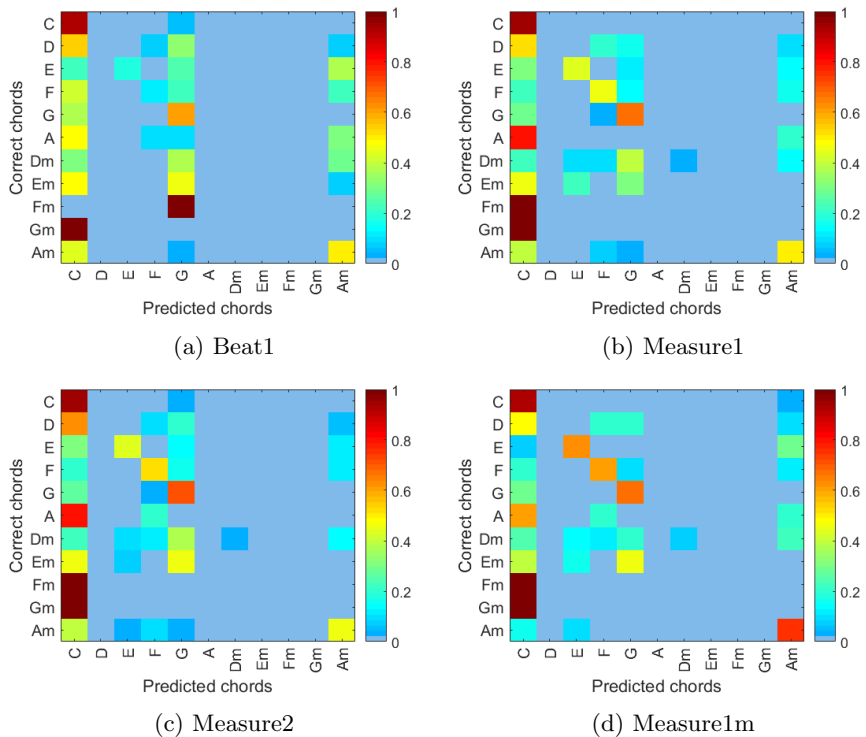 C
D
E
F
G
A
Dm
Em
Fm
Gm
Am
Correct chords
C D E F G A Dm Em Fm Gm Am
Predicted chords
1
0.8
0.6
0.4
0.2
0
(a) Beat1
C
D
E
F
G
A
Dm
Em
Fm
Gm
Am
Correct chords
C D E F G A Dm Em Fm Gm Am
Predicted chords
1
0.8
0.6
0.4
0.2
0
(b) Measure1
C
D
E
F
G
A
Dm
Em
Fm
Gm
Am
Correct chords
C D E F G A Dm Em Fm Gm Am
Predicted chords
1
0.8
0.6
0.4
0.2
0
(c) Measure2
C
D
E
F
G
A
Dm
Em
Fm
Gm
Am
Correct chords
C D E F G A Dm Em Fm Gm Am
Predicted chords
1
0.8
0.6
0.4
0.2
0
(d) Measure1m